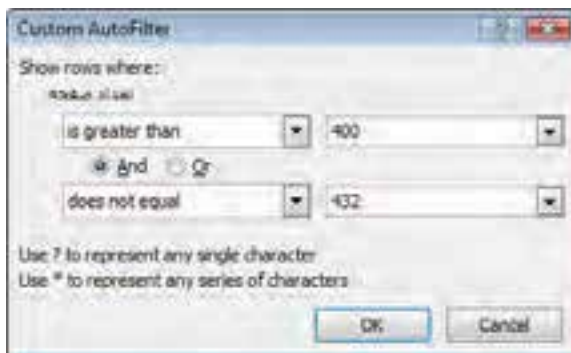 Custom AutoFilter
Show rows where:
is greater than 400
And Or
does not equal 432
Use ? to represent any single character
Use * to represent any series of characters
OK Cancel